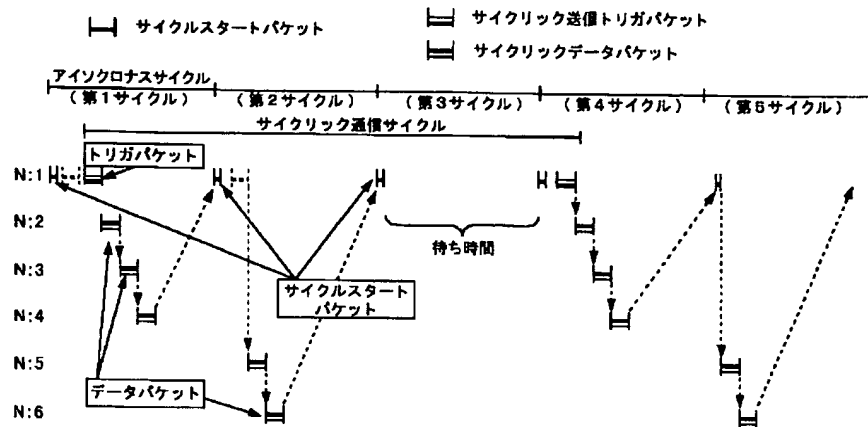 サイクルスタートパケット
サイクリック送信トリガパケット
サイクリックデータパケット
アイソクロナスサイクル
(第1サイクル)
(第2サイクル)
(第3サイクル)
(第4サイクル)
(第5サイクル)
サイクリック通信サイクル
トリガパケット
N:1
N:2
待ち時間
N:3
サイクルスタート
パケット
N:4
N:5
データパケット
N:6